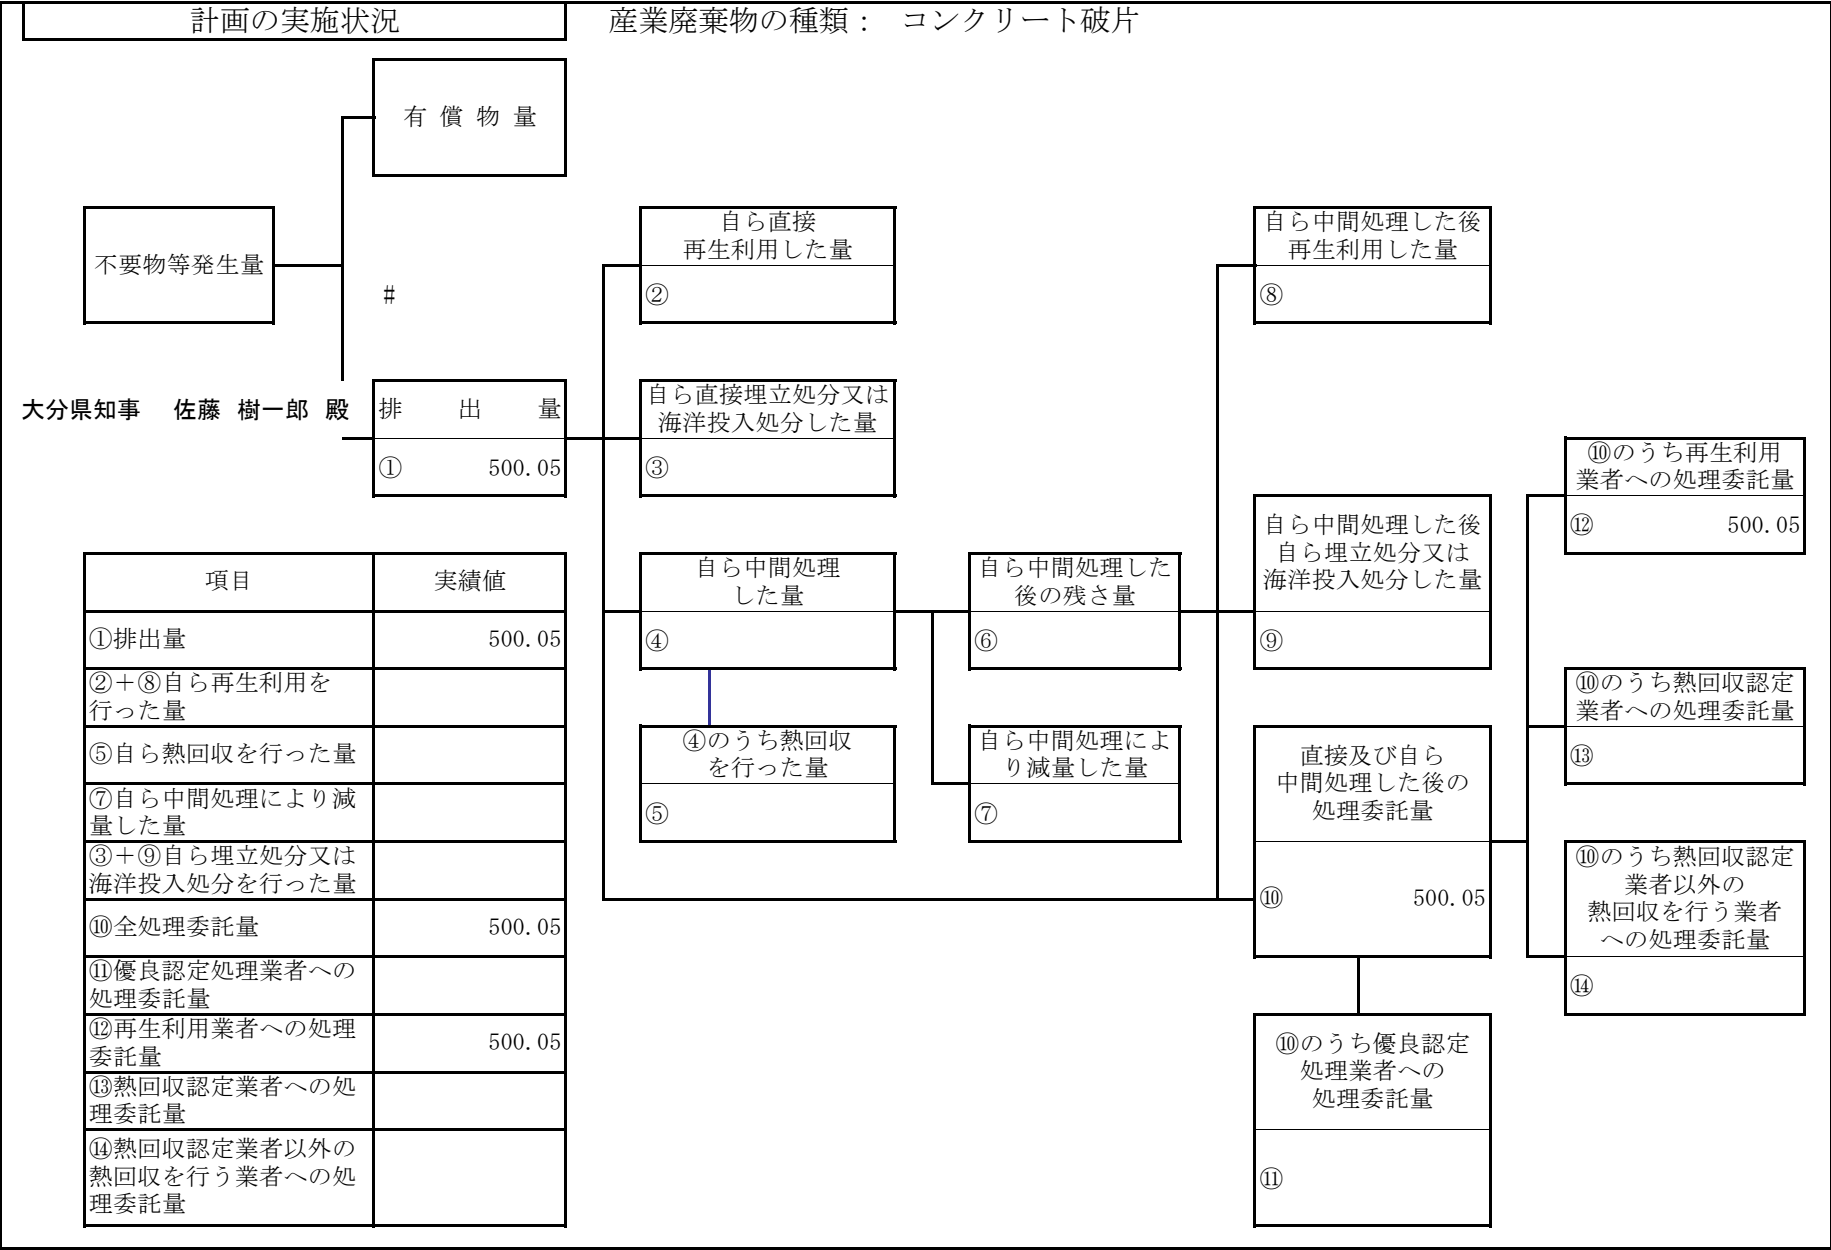 計画の実施状況
産業廃棄物の種類： コンクリート破片
有 償 物 量
不要物等発生量
#
自ら直接
再生利用した量
②
自ら中間処理した後
再生利用した量
⑧
大分県知事 佐藤 樹一郎 殿
排 出 量
① 500.05
自ら直接埋立処分又は
海洋投入処分した量
③
⑩のうち再生利用
業者への処理委託量
⑫ 500.05
自ら中間処理
した量
④
自ら中間処理した
後の残さ量
⑥
自ら中間処理した後
自ら埋立処分又は
海洋投入処分した量
⑨
④のうち熱回収
を行った量
⑤
自ら中間処理によ
り減量した量
⑦
直接及び自ら
中間処理した後の
処理委託量
⑩ 500.05
⑩のうち熱回収認定
業者への処理委託量
⑬
⑩のうち熱回収認定
業者以外の
熱回収を行う業者
への処理委託量
⑭
⑩のうち優良認定
処理業者への
処理委託量
⑪
項目 実績値
①排出量 500.05
②＋⑧自ら再生利用を
行った量
⑤自ら熱回収を行った量
⑦自ら中間処理により減
量した量
③＋⑨自ら埋立処分又は
海洋投入処分を行った量
⑩全処理委託量 500.05
⑪優良認定処理業者への
処理委託量
⑫再生利用業者への処理
委託量 500.05
⑬熱回収認定業者への処
理委託量
⑭熱回収認定業者以外の
熱回収を行う業者への処
理委託量